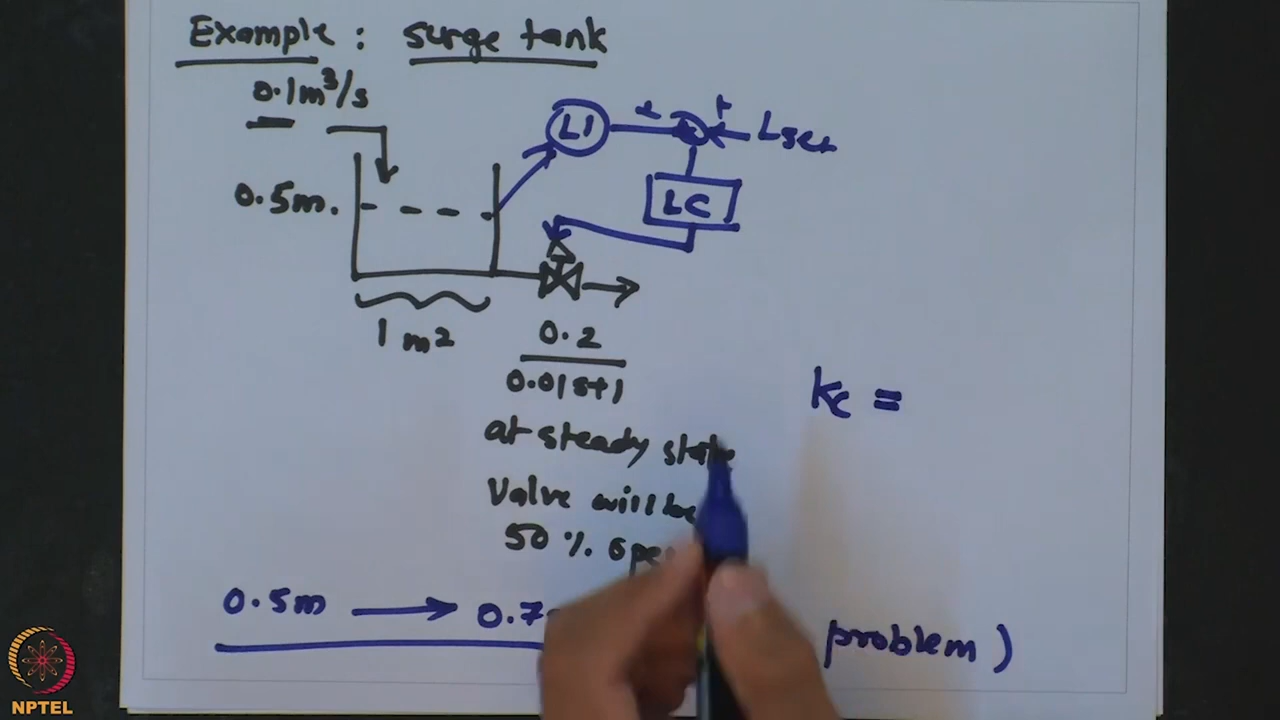 Example: surge tank
0.1m³/s
LI
+
Lset
0.5m.
LC
1 m²
0.2
0.01s+1
kc =
at steady state
Valve will be
50 %
0.5m →
problem)
NPTEL